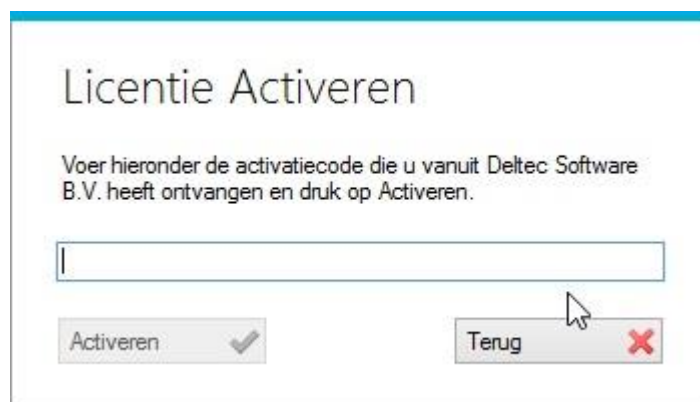 Licentie Activeren
Voer hieronder de activatiecode die u vanuit Deltec Software
B.V. heeft ontvangen en druk op Activeren.
Activeren
Terug